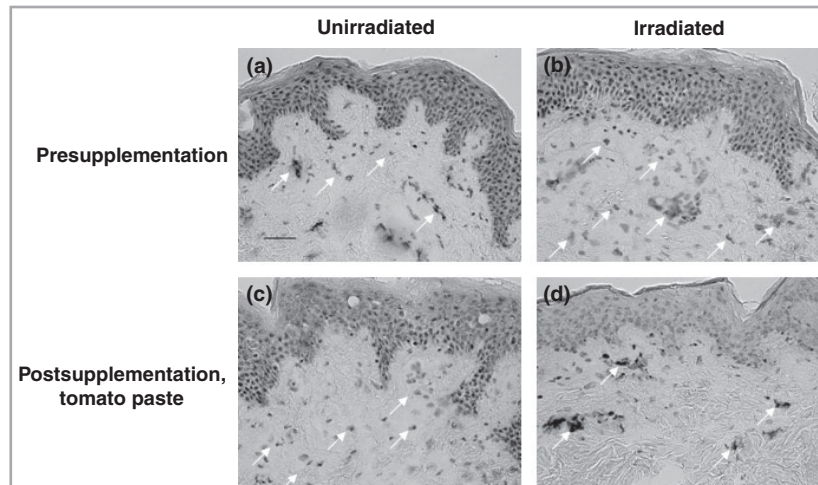 Unirradiated
Irradiated
(a)
(b)
Presupplementation
(c)
(d)
Postsupplementation,
tomato paste